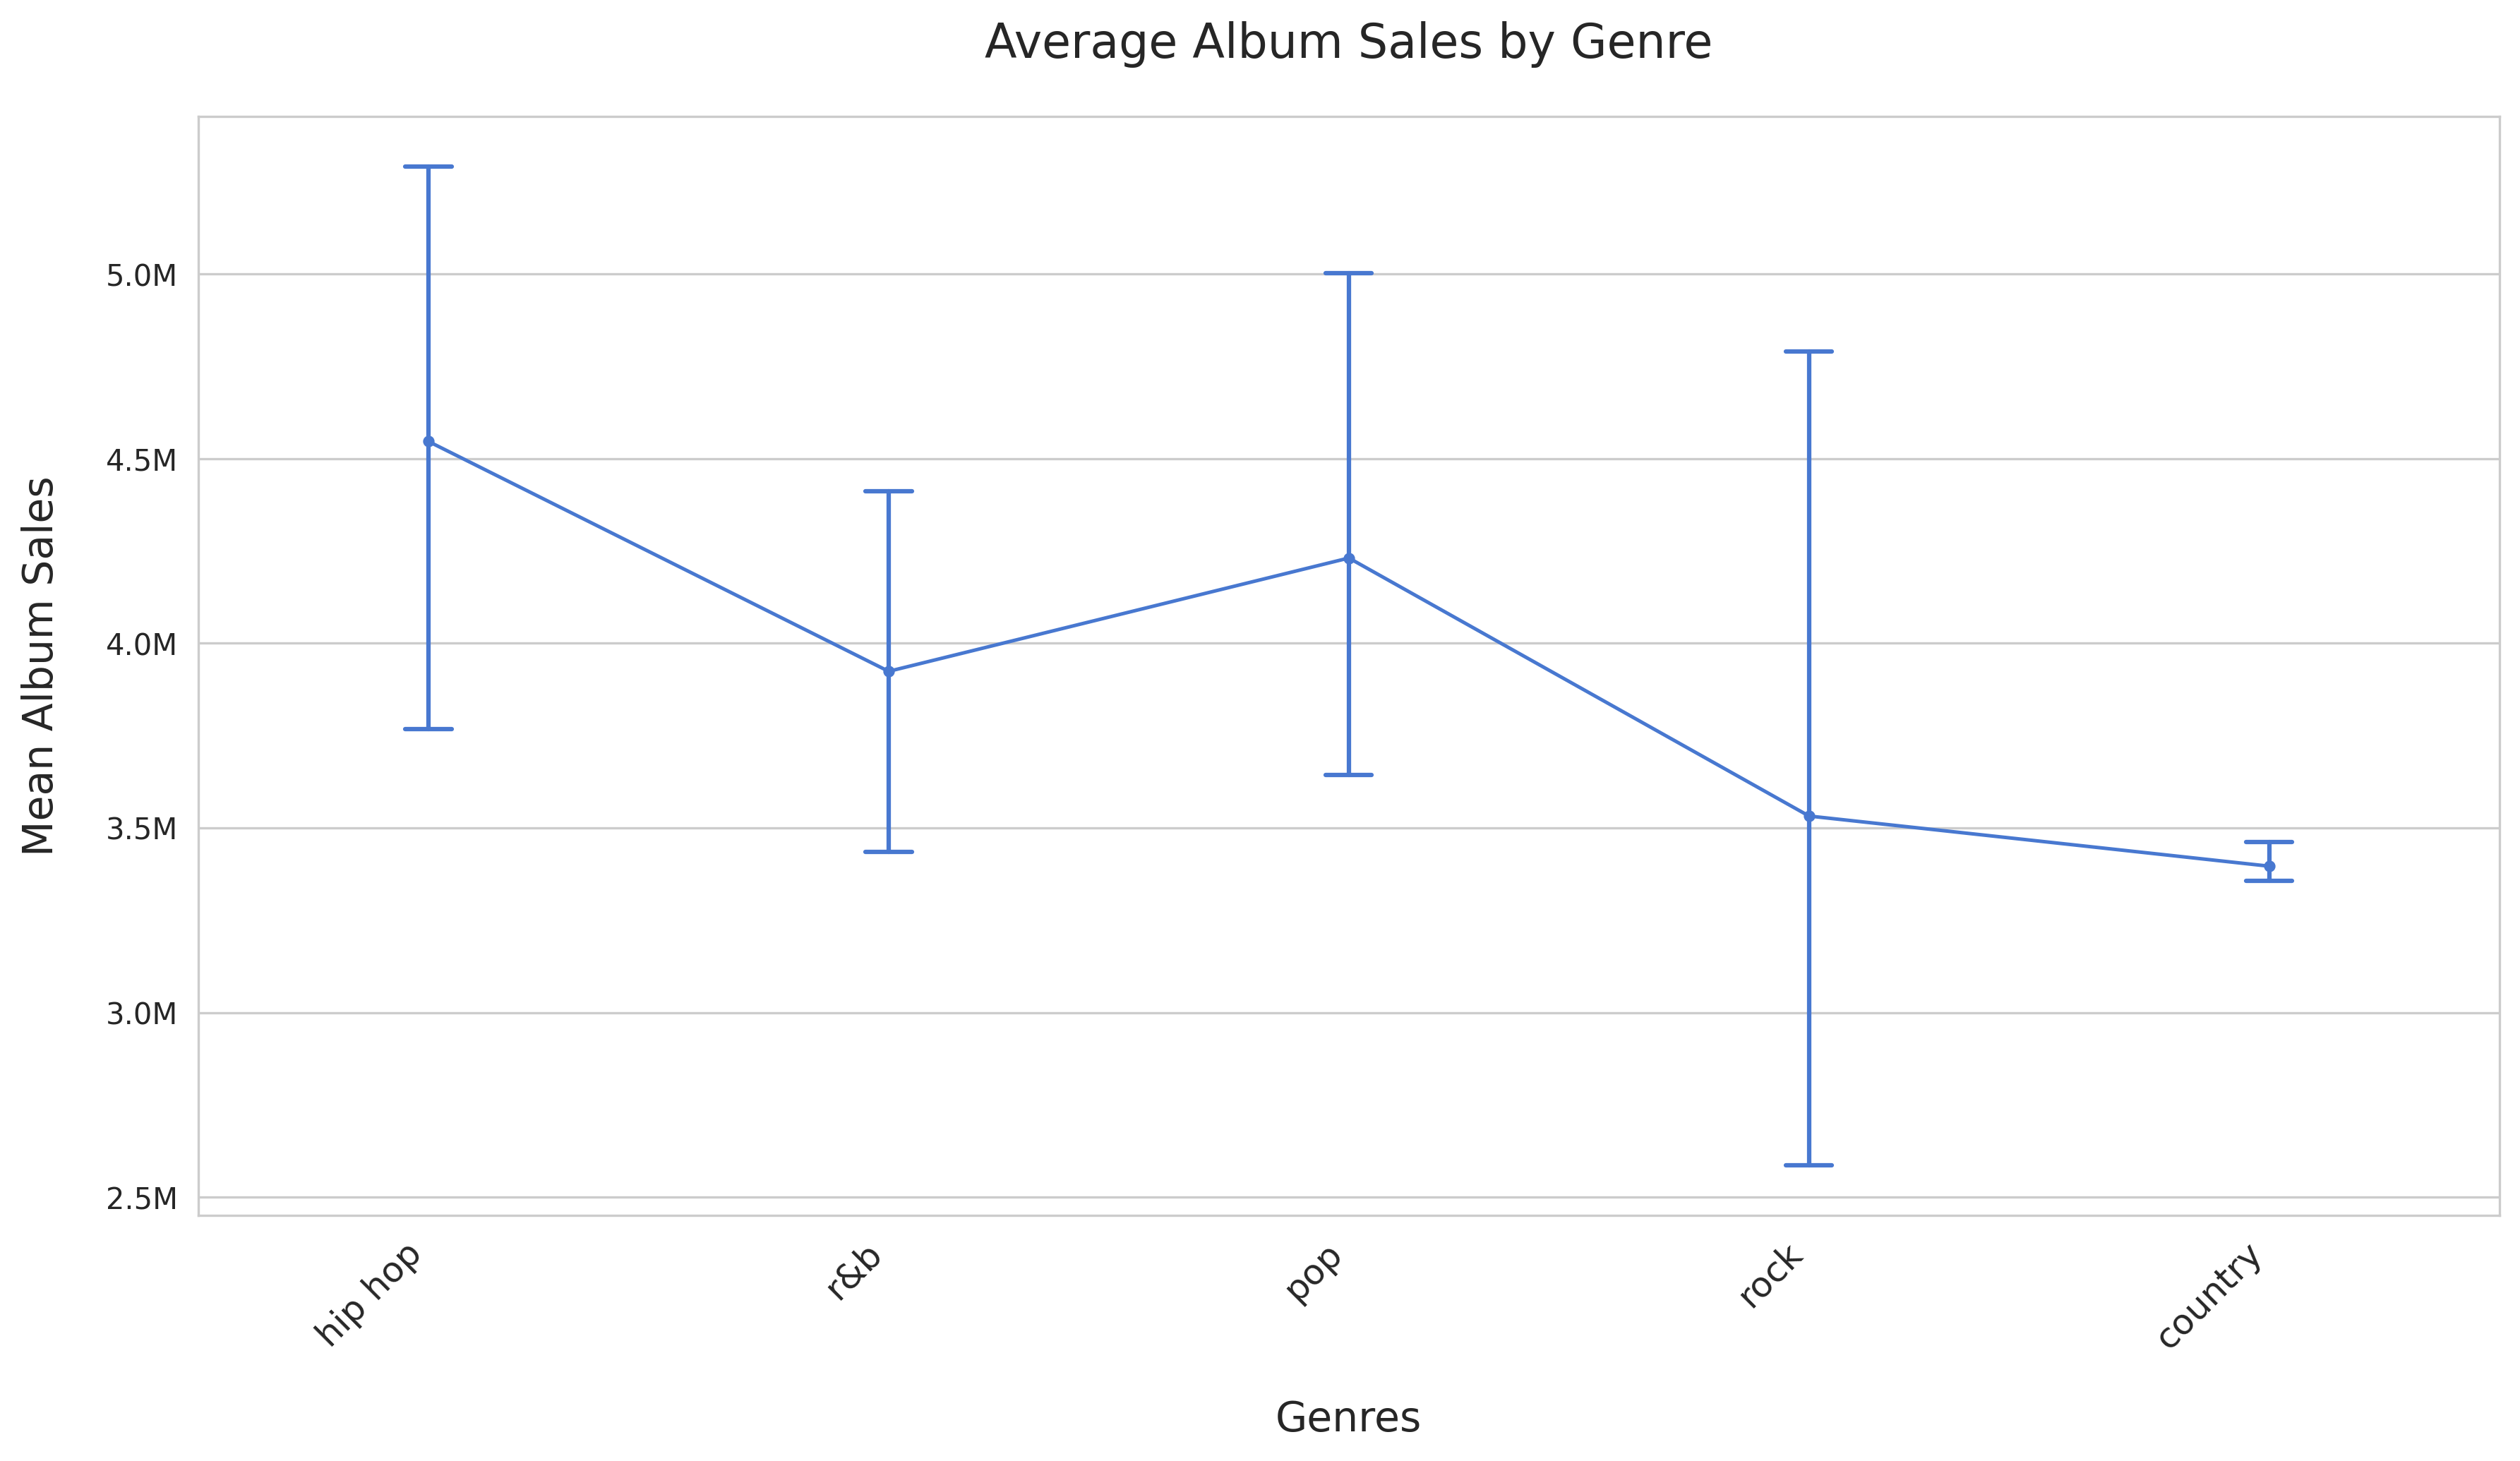 Average Album Sales by Genre
Mean Album Sales
5.0M
4.5M
4.0M
3.5M
3.0M
2.5M
hip hop
r&b
pop
rock
country
Genres